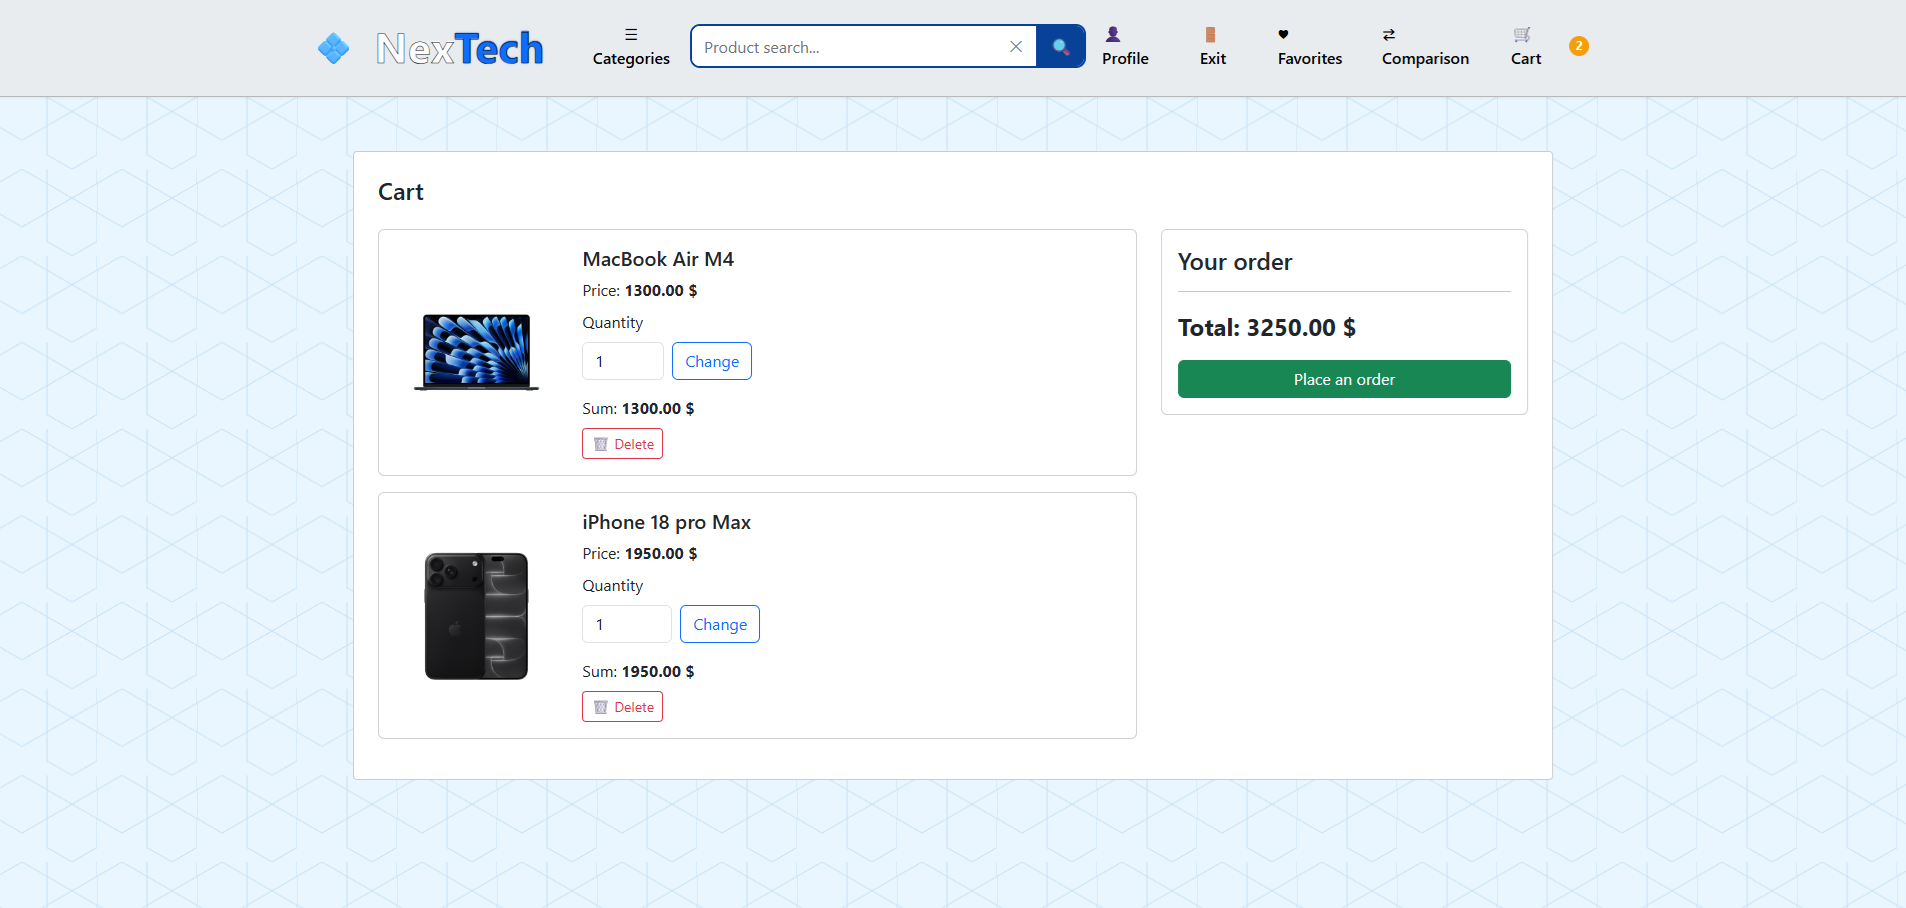 NexTech
Categories
Product search...
Profile
Exit
Favorites
Comparison
Cart
2
Cart
MacBook Air M4
Price: 1300.00 $
Quantity
1
Change
Sum: 1300.00 $
Delete
iPhone 18 pro Max
Price: 1950.00 $
Quantity
1
Change
Sum: 1950.00 $
Delete
Your order
Total: 3250.00 $
Place an order